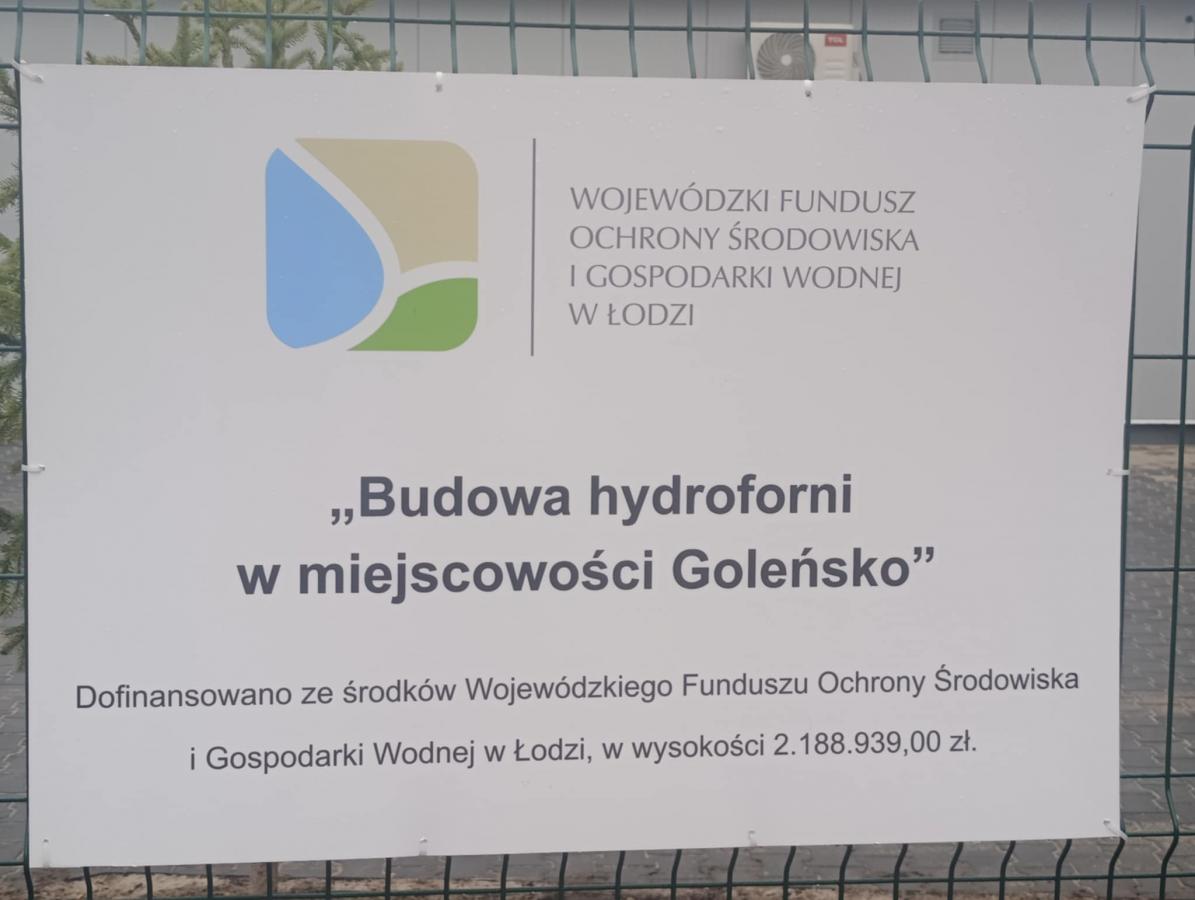 TCL
WOJEWÓDZKI FUNDUSZ
OCHRONY ŚRODOWISKA
I GOSPODARKI WODNEJ
W ŁODZI
„Budowa hydroforni
w miejscowości Goleńsko”
Dofinansowano ze środków Wojewódzkiego Funduszu Ochrony Środowiska
i Gospodarki Wodnej w Łodzi, w wysokości 2.188.939,00 zł.